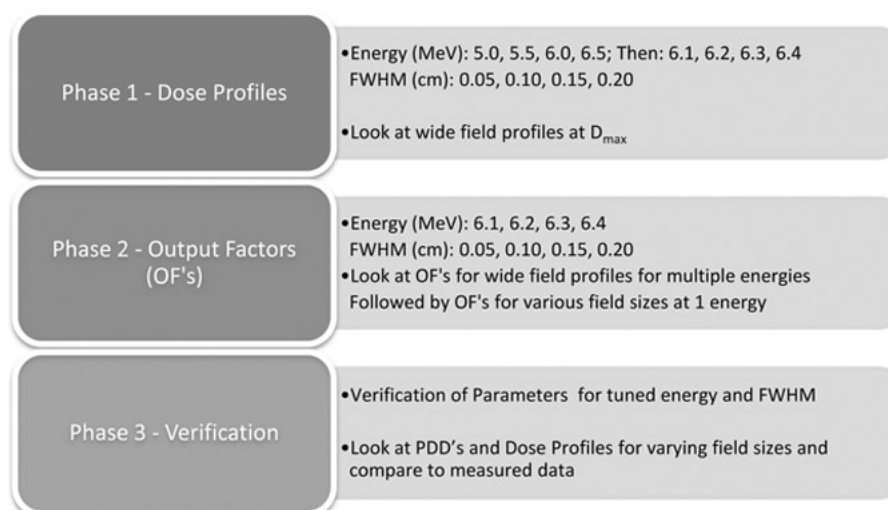 Phase 1 - Dose Profiles
•Energy (MeV): 5.0, 5.5, 6.0, 6.5; Then: 6.1, 6.2, 6.3, 6.4
FWHM (cm): 0.05, 0.10, 0.15, 0.20
•Look at wide field profiles at Dmax
Phase 2 - Output Factors
(OF's)
•Energy (MeV): 6.1, 6.2, 6.3, 6.4
FWHM (cm): 0.05, 0.10, 0.15, 0.20
•Look at OF's for wide field profiles for multiple energies
Followed by OF's for various field sizes at 1 energy
Phase 3 - Verification
•Verification of Parameters for tuned energy and FWHM
•Look at PDD’s and Dose Profiles for varying field sizes and
compare to measured data